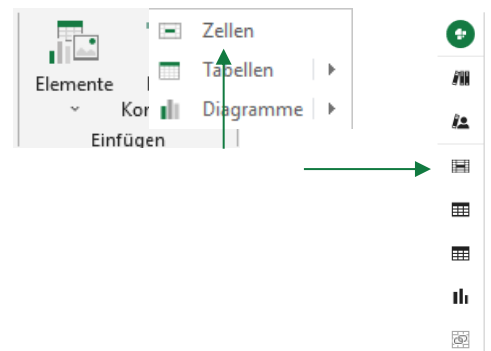 Zellen
Tabellen
Elemente
Diagramme
Kor
Einfügen